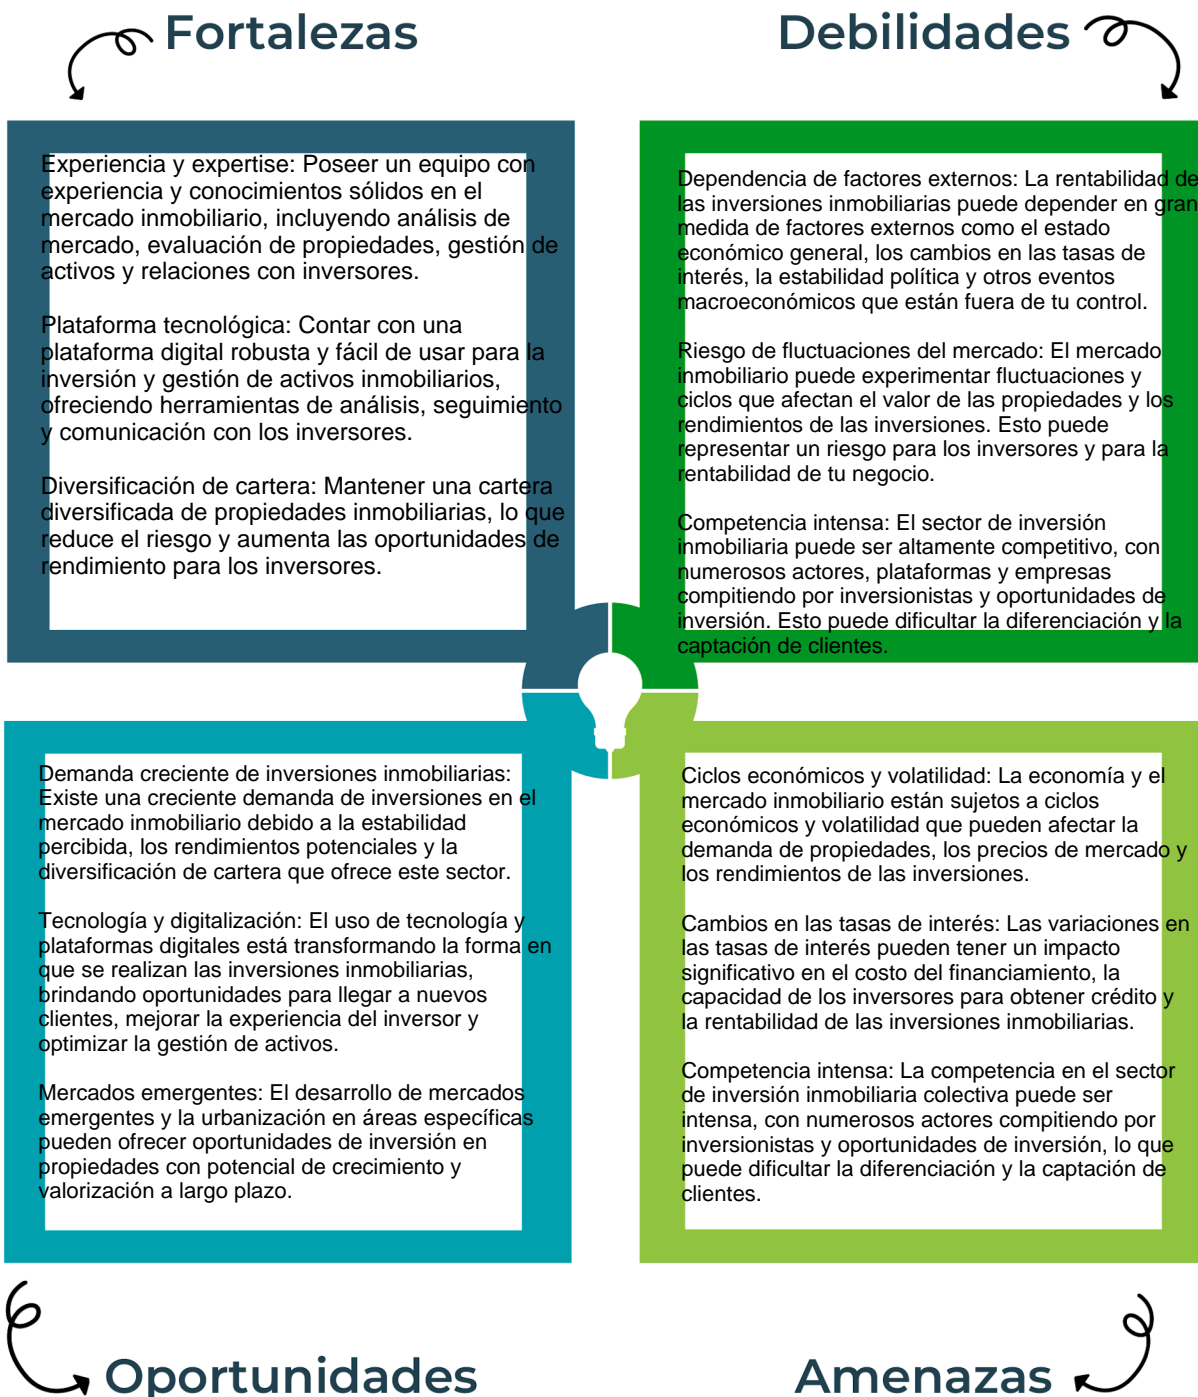 Fortalezas
Experiencia y expertise: Poseer un equipo con
experiencia y conocimientos sólidos en el
mercado inmobiliario, incluyendo análisis de
mercado, evaluación de propiedades, gestión de
activos y relaciones con inversores.
Plataforma tecnológica: Contar con una
plataforma digital robusta y fácil de usar para la
inversión y gestión de activos inmobiliarios,
ofreciendo herramientas de análisis, seguimiento
y comunicación con los inversores.
Diversificación de cartera: Mantener una cartera
diversificada de propiedades inmobiliarias, lo que
reduce el riesgo y aumenta las oportunidades de
rendimiento para los inversores.
Debilidades
Dependencia de factores externos: La rentabilidad de
las inversiones inmobiliarias puede depender en gran
medida de factores externos como el estado
económico general, los cambios en las tasas de
interés, la estabilidad política y otros eventos
macroeconómicos que están fuera de tu control.
Riesgo de fluctuaciones del mercado: El mercado
inmobiliario puede experimentar fluctuaciones y
ciclos que afectan el valor de las propiedades y los
rendimientos de las inversiones. Esto puede
representar un riesgo para los inversores y para la
rentabilidad de tu negocio.
Competencia intensa: El sector de inversión
inmobiliaria puede ser altamente competitivo, con
numerosos actores, plataformas y empresas
compitiendo por inversionistas y oportunidades de
inversión. Esto puede dificultar la diferenciación y la
captación de clientes.
Demanda creciente de inversiones inmobiliarias:
Existe una creciente demanda de inversiones en el
mercado inmobiliario debido a la estabilidad
percibida, los rendimientos potenciales y la
diversificación de cartera que ofrece este sector.
Tecnología y digitalización: El uso de tecnología y
plataformas digitales está transformando la forma en
que se realizan las inversiones inmobiliarias,
brindando oportunidades para llegar a nuevos
clientes, mejorar la experiencia del inversor y
optimizar la gestión de activos.
Mercados emergentes: El desarrollo de mercados
emergentes y la urbanización en áreas específicas
pueden ofrecer oportunidades de inversión en
propiedades con potencial de crecimiento y
valorización a largo plazo.
Oportunidades
Ciclos económicos y volatilidad: La economía y el
mercado inmobiliario están sujetos a ciclos
económicos y volatilidad que pueden afectar la
demanda de propiedades, los precios de mercado y
los rendimientos de las inversiones.
Cambios en las tasas de interés: Las variaciones en
las tasas de interés pueden tener un impacto
significativo en el costo del financiamiento, la
capacidad de los inversores para obtener crédito y
la rentabilidad de las inversiones inmobiliarias.
Competencia intensa: La competencia en el sector
de inversión inmobiliaria colectiva puede ser
intensa, con numerosos actores compitiendo por
inversionistas y oportunidades de inversión, lo que
puede dificultar la diferenciación y la captación de
clientes.
Amenazas